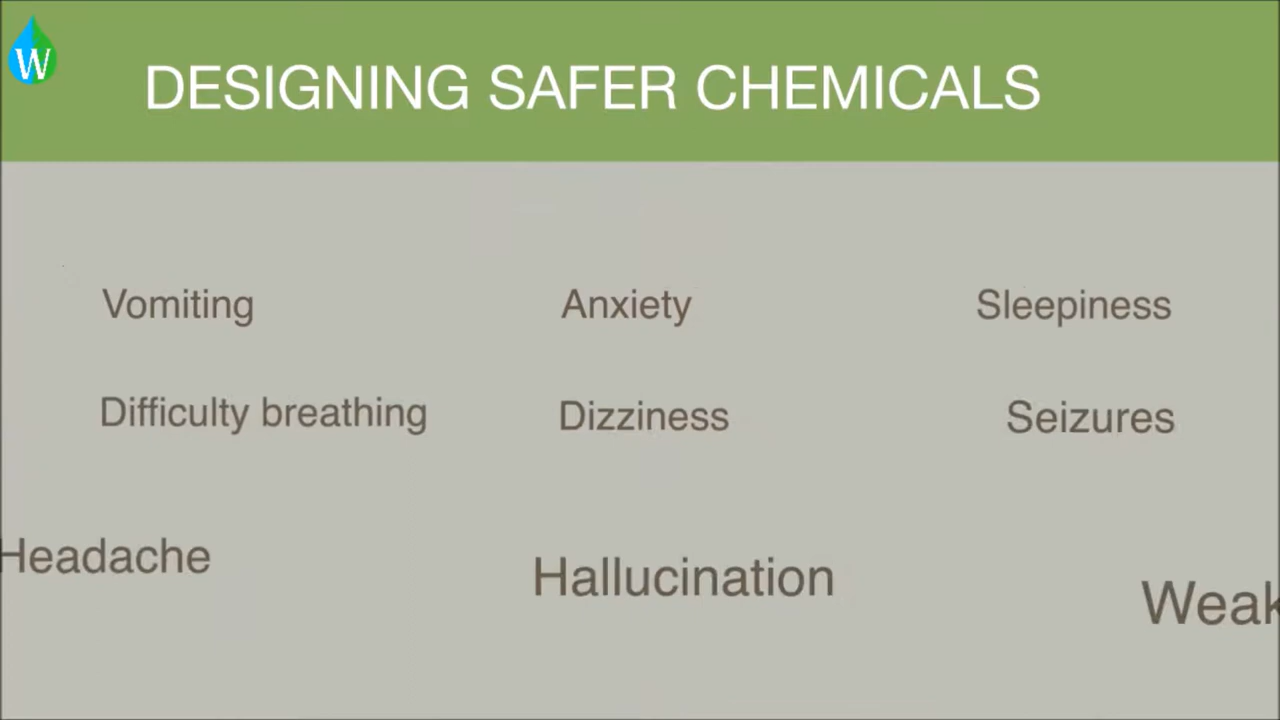 W
DESIGNING SAFER CHEMICALS
Vomiting Anxiety Sleepiness
Difficulty breathing Dizziness Seizures
Headache Hallucination Weak